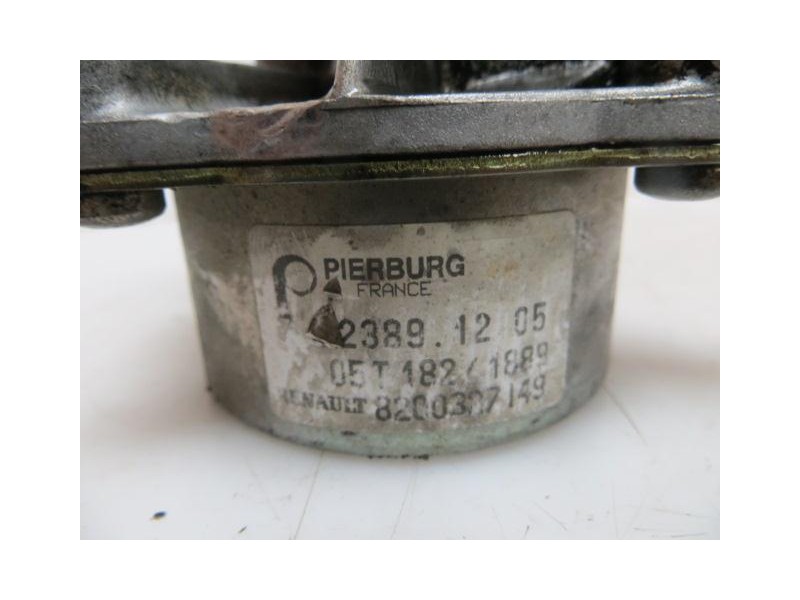 PIERBURG
FRANCE
2389.12 05
05T 182 / 1889
RENAULT 8200327149